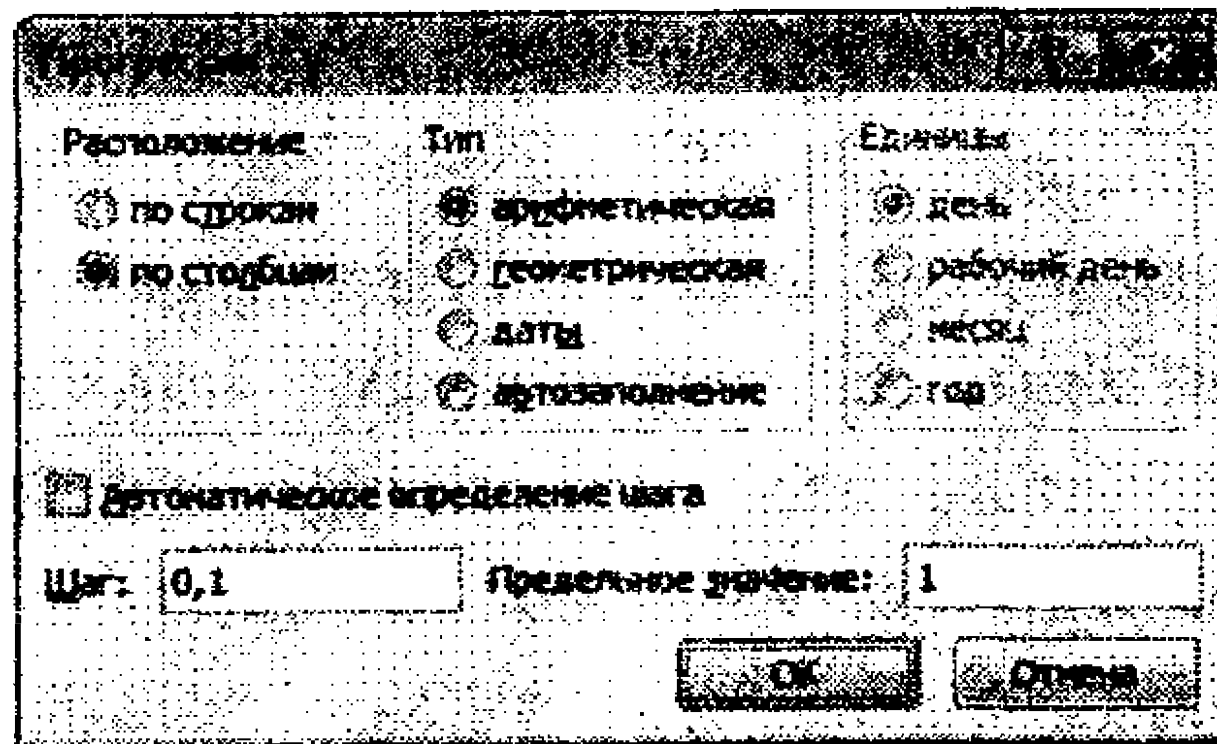 Прогрессия
Расположение
по строкам
по столбцам
Тип
арифметическая
геометрическая
даты
автозаполнение
Единицы
день
рабочий день
месяц
год
Автоматическое определение шага
Шаг: 0,1 Предельное значение: 1
ОК Отмена